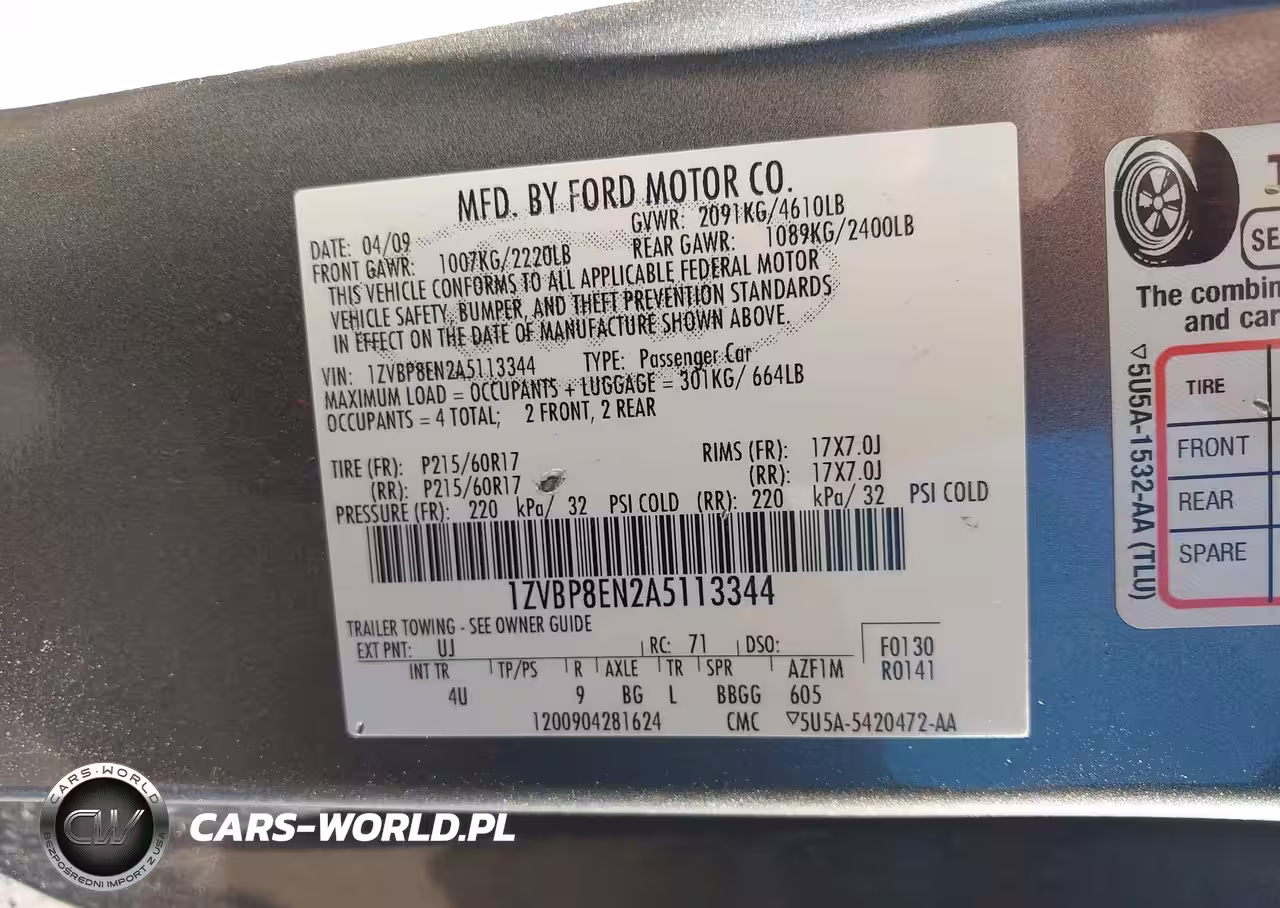 MFD. BY FORD MOTOR CO.
DATE: 04/09 GVWR: 2091KG/4610LB
FRONT GAWR: 1007KG/2220LB REAR GAWR: 1089KG/2400LB
THIS VEHICLE CONFORMS TO ALL APPLICABLE FEDERAL MOTOR
VEHICLE SAFETY, BUMPER, AND THEFT PREVENTION STANDARDS
IN EFFECT ON THE DATE OF MANUFACTURE SHOWN ABOVE.
VIN: 1ZVBP8EN2A5113344 TYPE: Passenger Car
MAXIMUM LOAD = OCCUPANTS + LUGGAGE = 301KG/ 664LB
OCCUPANTS = 4 TOTAL; 2 FRONT, 2 REAR
TIRE (FR): P215/60R17 RIMS (FR): 17X7.0J
(RR): P215/60R17 (RR): 17X7.0J
PRESSURE (FR): 220 kPa/ 32 PSI COLD (RR): 220 kPa/ 32 PSI COLD
1ZVBP8EN2A5113344
TRAILER TOWING - SEE OWNER GUIDE
EXT PNT: UJ RC: 71 DSO: F0130
INT TR TP/PS R AXLE TR SPR AZF1M R0141
4U 9 BG L BBGG 605
1200904281624 CMC ▽5U5A-5420472-AA
T
SE
The combin
and car
▽5U5A-1532-AA (TLU)
TIRE
FRONT
REAR
SPARE
CARS-WORLD
CW
BEZPOŚREDNI IMPORT Z USA
CARS-WORLD.PL